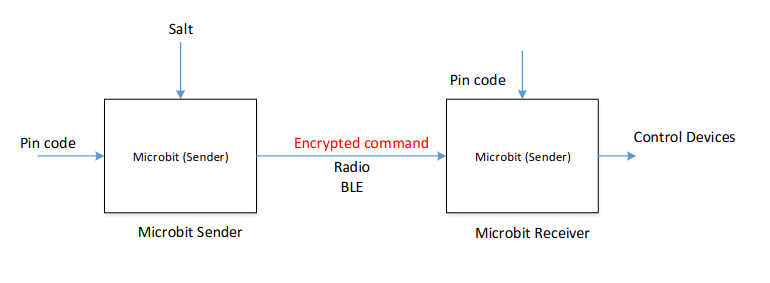 Salt
Pin code
Pin code
Microbit (Sender)
Encrypted command
Radio
BLE
Microbit (Sender)
Control Devices
Microbit Sender
Microbit Receiver